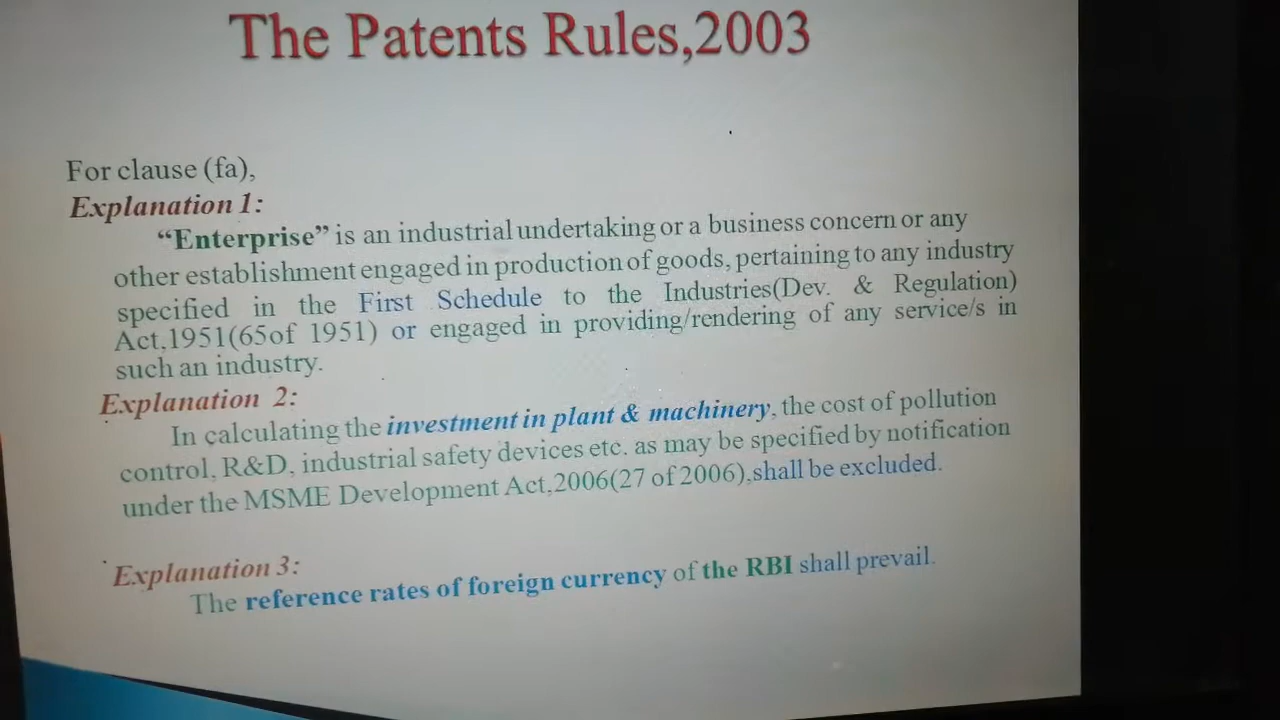 The Patents Rules,2003
For clause (fa),
Explanation 1:
“Enterprise” is an industrial undertaking or a business concern or any
other establishment engaged in production of goods, pertaining to any industry
specified in the First Schedule to the Industries(Dev. & Regulation)
Act,1951(65of 1951) or engaged in providing/rendering of any service/s in
such an industry.
Explanation 2:
In calculating the investment in plant & machinery, the cost of pollution
control, R&D, industrial safety devices etc. as may be specified by notification
under the MSME Development Act,2006(27 of 2006),shall be excluded.
Explanation 3:
The reference rates of foreign currency of the RBI shall prevail.